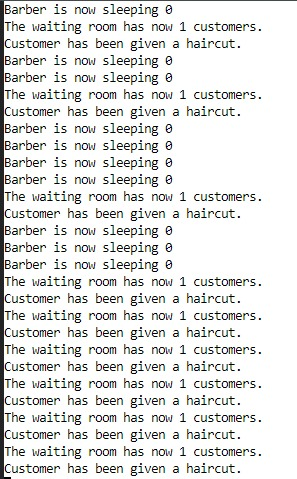 Barber is now sleeping 0
The waiting room has now 1 customers.
Customer has been given a haircut.
Barber is now sleeping 0
Barber is now sleeping 0
The waiting room has now 1 customers.
Customer has been given a haircut.
Barber is now sleeping 0
Barber is now sleeping 0
Barber is now sleeping 0
Barber is now sleeping 0
The waiting room has now 1 customers.
Customer has been given a haircut.
Barber is now sleeping 0
Barber is now sleeping 0
Barber is now sleeping 0
The waiting room has now 1 customers.
Customer has been given a haircut.
The waiting room has now 1 customers.
Customer has been given a haircut.
The waiting room has now 1 customers.
Customer has been given a haircut.
The waiting room has now 1 customers.
Customer has been given a haircut.
The waiting room has now 1 customers.
Customer has been given a haircut.
The waiting room has now 1 customers.
Customer has been given a haircut.